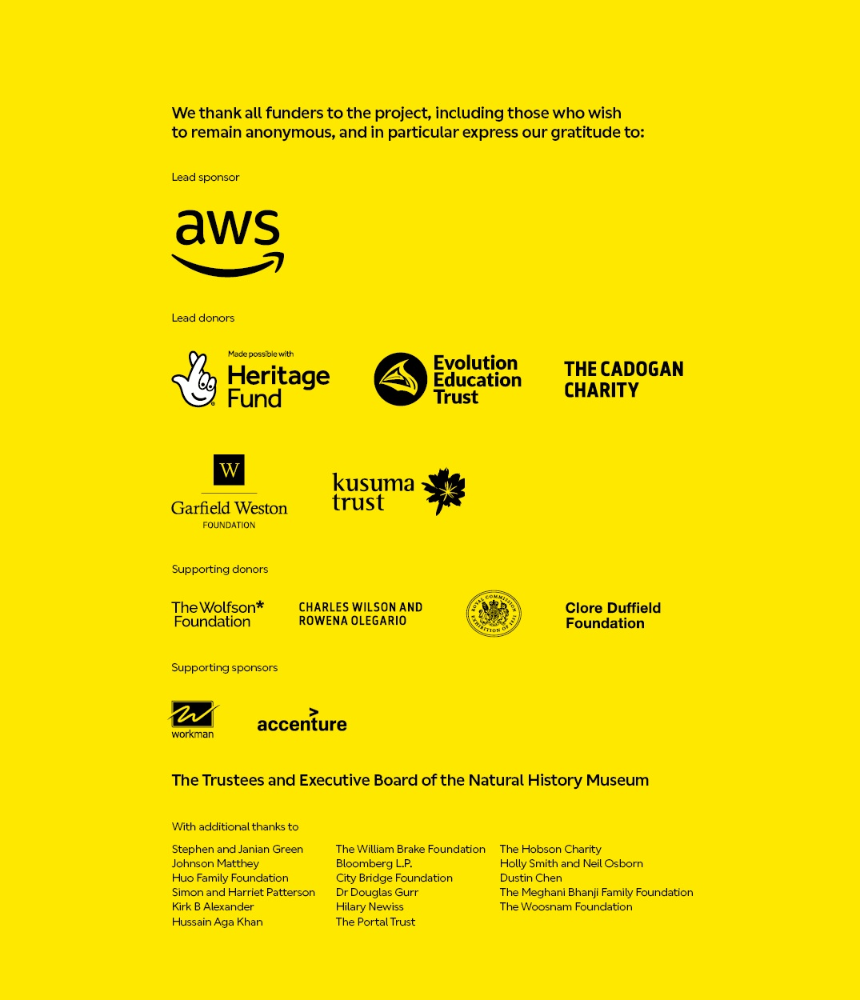 We thank all funders to the project, including those who wish
to remain anonymous, and in particular express our gratitude to:
Lead sponsor
aws
Lead donors
Made possible with
Heritage
Fund
®
Evolution
Education
Trust
THE CADOGAN
CHARITY
W
Garfield Weston
FOUNDATION
kusuma
trust
Supporting donors
The Wolfson*
Foundation
CHARLES WILSON AND
ROWENA OLEGARIO
ROYAL COMMISSION
EXHIBITION OF 1851
Clore Duffield
Foundation
Supporting sponsors
workman
>
accenture
The Trustees and Executive Board of the Natural History Museum
With additional thanks to
Stephen and Janian Green
Johnson Matthey
Huo Family Foundation
Simon and Harriet Patterson
Kirk B Alexander
Hussain Aga Khan
The William Brake Foundation
Bloomberg L.P.
City Bridge Foundation
Dr Douglas Gurr
Hilary Newiss
The Portal Trust
The Hobson Charity
Holly Smith and Neil Osborn
Dustin Chen
The Meghani Bhanji Family Foundation
The Woosnam Foundation